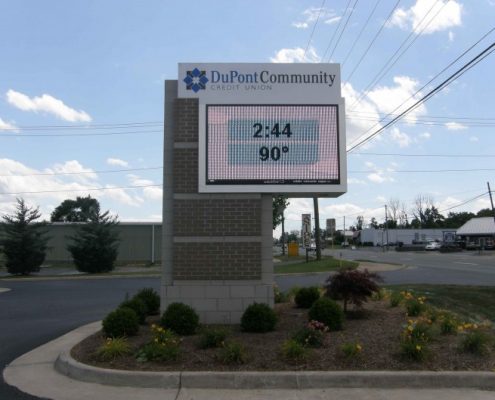 DuPont Community
CREDIT UNION
2:44
90°